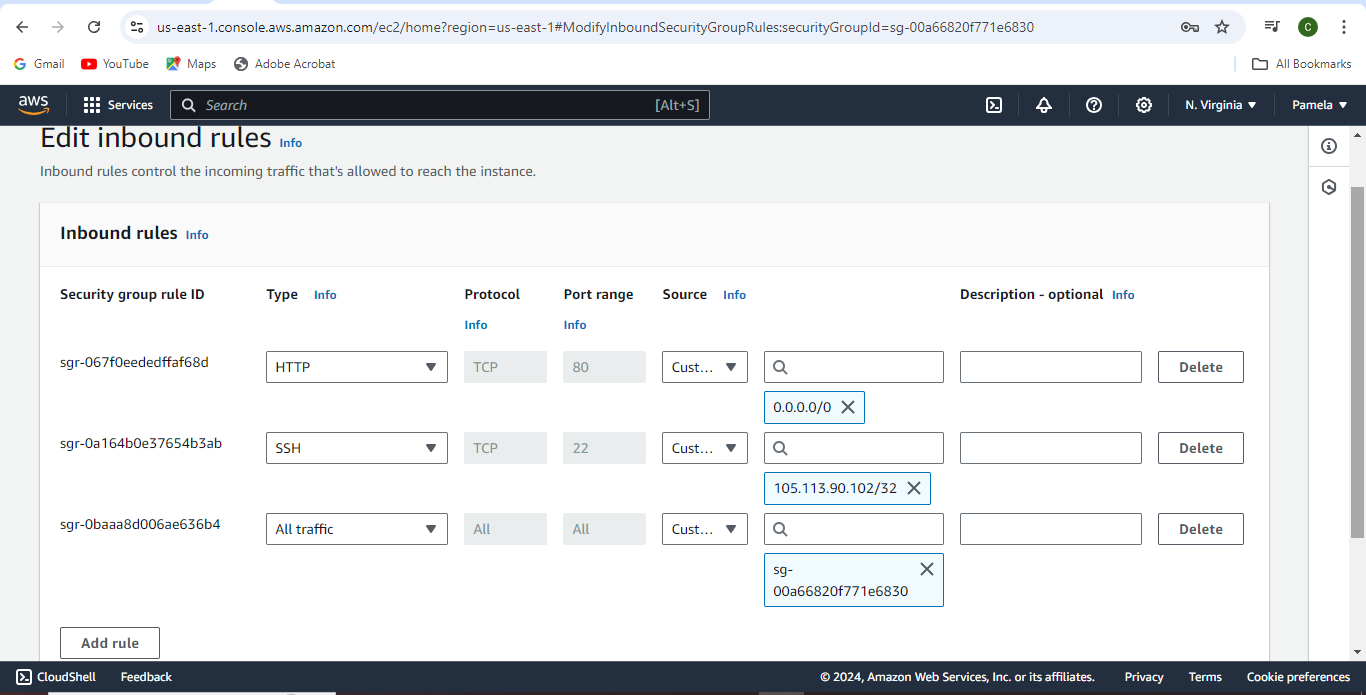 us-east-1.console.aws.amazon.com/ec2/home?region=us-east-1#ModifyInboundSecurityGroupRules:securityGroupId=sg-00a66820f771e6830
C
Gmail YouTube Maps Adobe Acrobat All Bookmarks
aws Services Search [Alt+S] N. Virginia Pamela
Edit inbound rules Info
Inbound rules control the incoming traffic that's allowed to reach the instance.
Inbound rules Info
Security group rule ID Type Info Protocol Port range Source Info Description - optional Info
Info Info
sgr-067f0eededffaf68d HTTP TCP 80 Cust... Delete
0.0.0.0/0
sgr-0a164b0e37654b3ab SSH TCP 22 Cust... Delete
105.113.90.102/32
sgr-0baaa8d006ae636b4 All traffic All All Cust... Delete
sg-
00a66820f771e6830
Add rule
CloudShell Feedback © 2024, Amazon Web Services, Inc. or its affiliates. Privacy Terms Cookie preferences